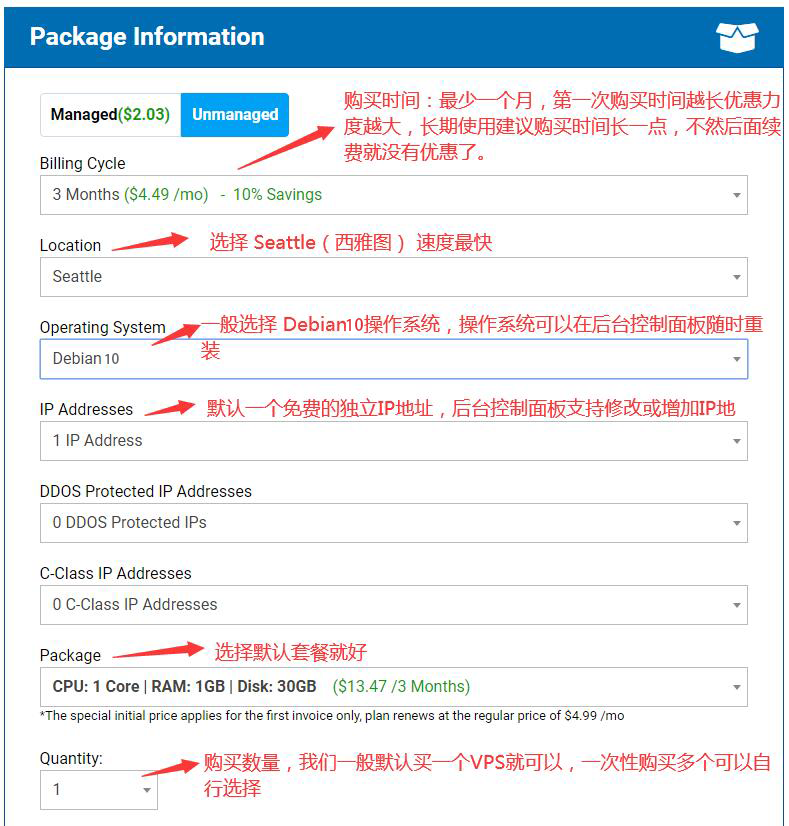 Package Information
Managed($2.03) Unmanaged
购买时间：最少一个月，第一次购买时间越长优惠力
度越大，长期使用建议购买时间长一点，不然后面续
费就没有优惠了。
Billing Cycle
3 Months ($4.49 /mo) - 10% Savings
Location
选择 Seattle（西雅图） 速度最快
Seattle
Operating System
一般选择 Debian10操作系统，操作系统可以在后台控制面板随时重
装
Debian 10
IP Addresses
默认一个免费的独立IP地址，后台控制面板支持修改或增加IP地
1 IP Address
DDOS Protected IP Addresses
0 DDOS Protected IPs
C-Class IP Addresses
0 C-Class IP Addresses
Package
选择默认套餐就好
CPU: 1 Core | RAM: 1GB | Disk: 30GB ($13.47 /3 Months)
*The special initial price applies for the first invoice only, plan renews at the regular price of $4.99 /mo
Quantity:
购买数量，我们一般默认买一个VPS就可以，一次性购买多个可以自
行选择
1